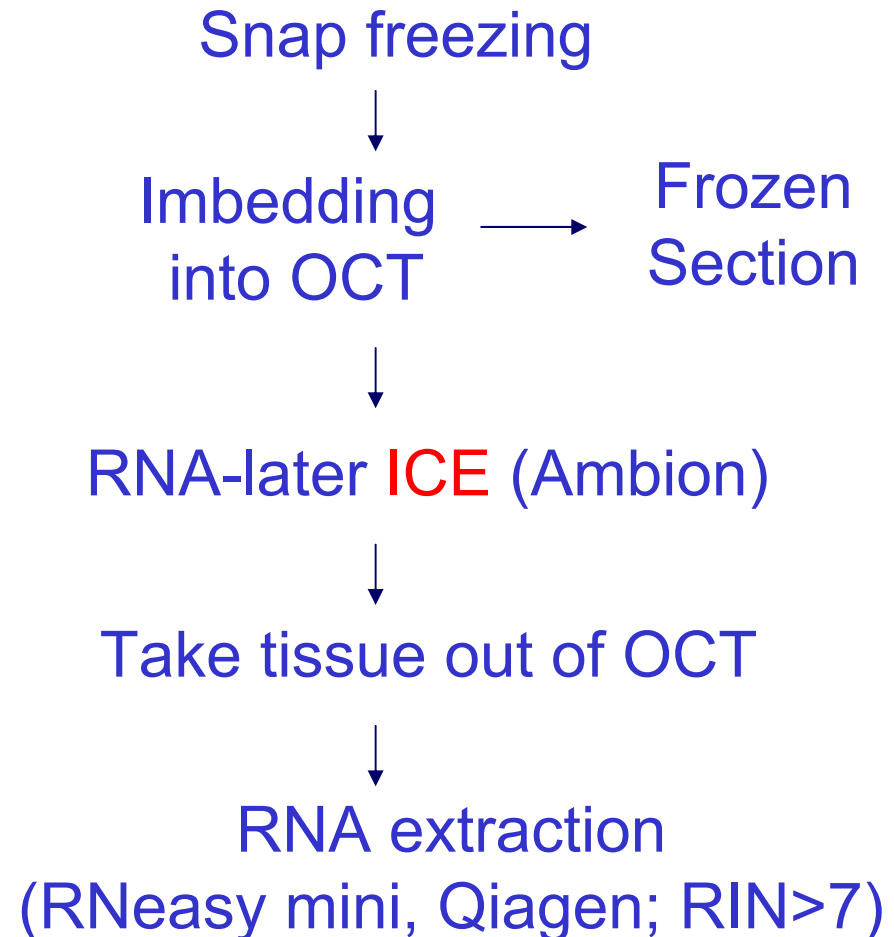 Snap freezing
Imbedding
into OCT
Frozen
Section
RNA-later ICE (Ambion)
Take tissue out of OCT
RNA extraction
(RNeasy mini, Qiagen; RIN>7)